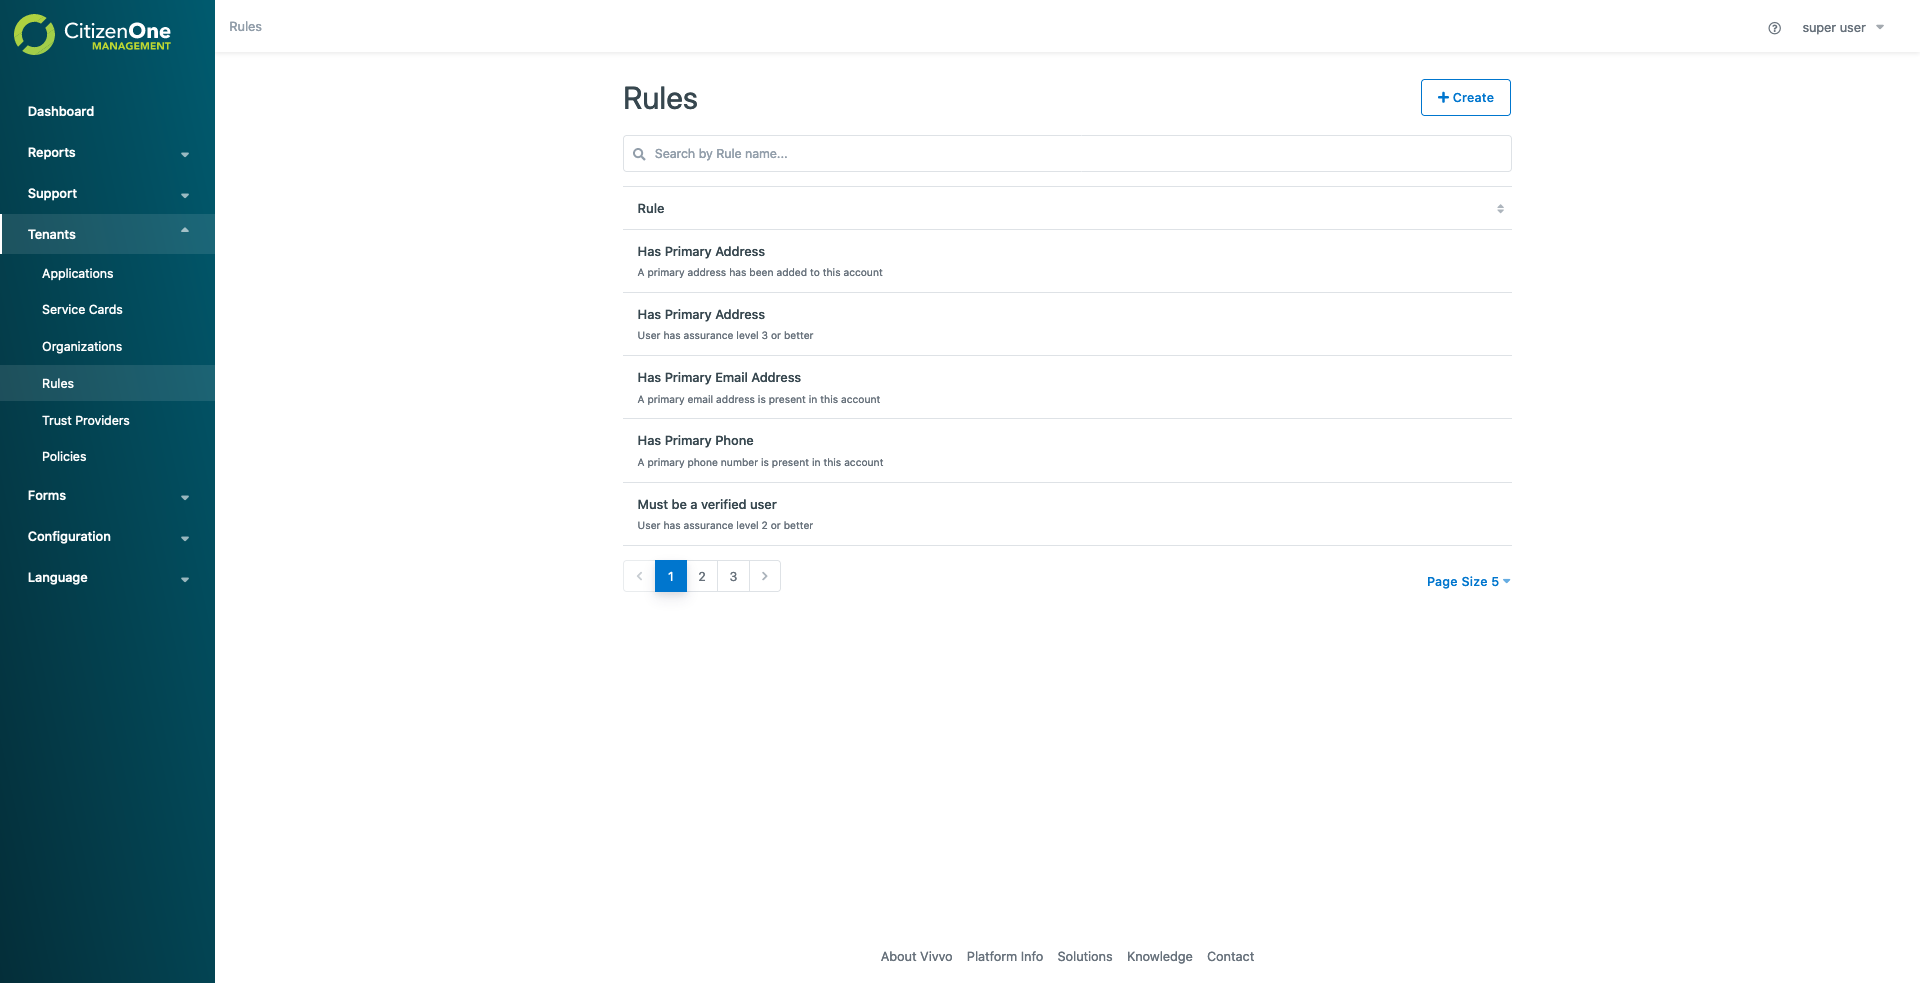 CitizenOne
MANAGEMENT
Rules
super user
Dashboard
Reports
Support
Tenants
Applications
Service Cards
Organizations
Rules
Trust Providers
Policies
Forms
Configuration
Language
Rules
Create
Search by Rule name...
Rule
Has Primary Address
A primary address has been added to this account
Has Primary Address
User has assurance level 3 or better
Has Primary Email Address
A primary email address is present in this account
Has Primary Phone
A primary phone number is present in this account
Must be a verified user
User has assurance level 2 or better
1 2 3
Page Size 5
About Vivvo Platform Info Solutions Knowledge Contact